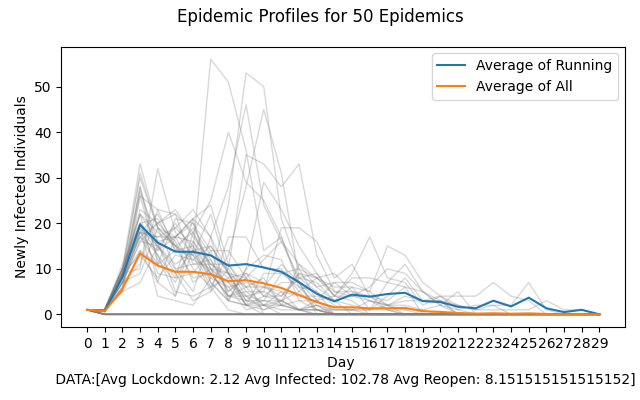 Epidemic Profiles for 50 Epidemics
Newly Infected Individuals
50
40
30
20
10
0
Average of Running
Average of All
0 1 2 3 4 5 6 7 8 9 10 11 12 13 14 15 16 17 18 19 20 21 22 23 24 25 26 27 28 29
Day
DATA:[Avg Lockdown: 2.12 Avg Infected: 102.78 Avg Reopen: 8.151515151515152]